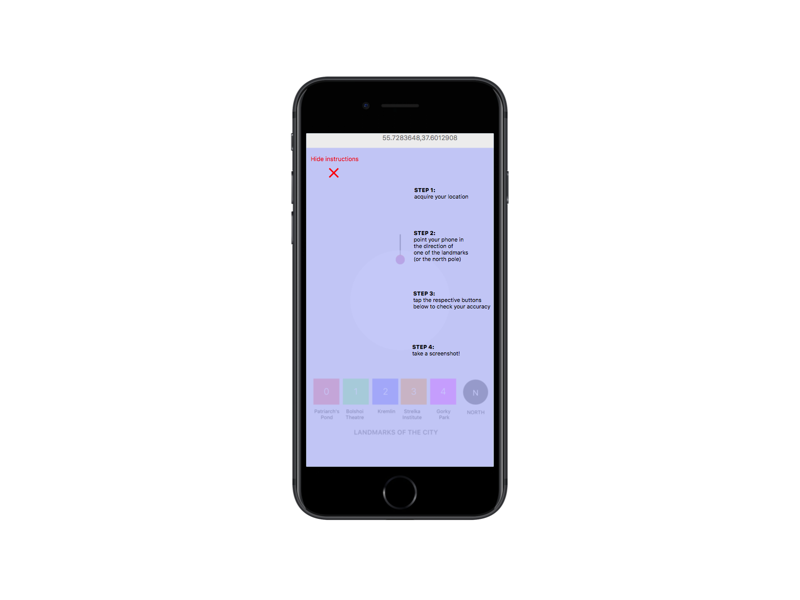 55.7283648,37.6012908
Hide instructions
STEP 1:
acquire your location
STEP 2:
point your phone in
the direction of
one of the landmarks
(or the north pole)
STEP 3:
tap the respective buttons
below to check your accuracy
STEP 4:
take a screenshot!
0 1 2 3 4 N
Patriarch's
Pond
Bolshoi
Theatre
Kremlin
Strelka
Institute
Gorky
Park
NORTH
LANDMARKS OF THE CITY